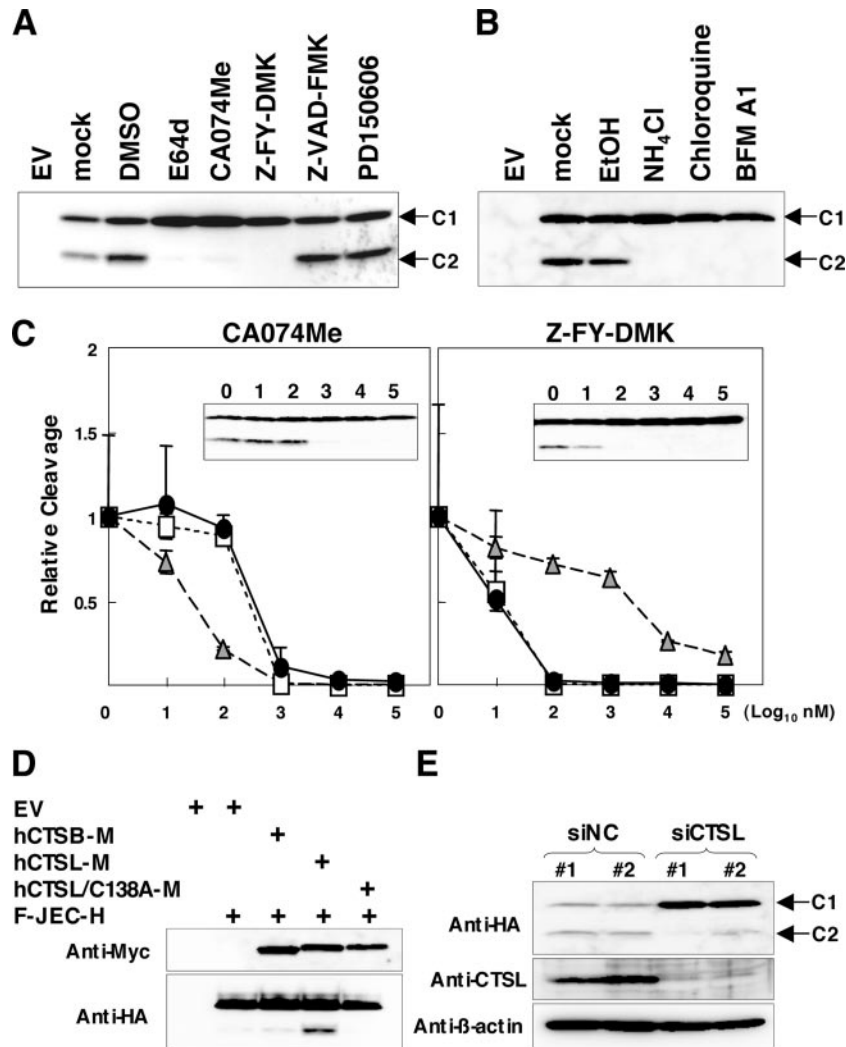 A
EV
mock
DMSO
E64d
CA074Me
Z-FY-DMK
Z-VAD-FMK
PD150606
C1
C2
B
EV
mock
EtOH
NH4Cl
Chloroquine
BFM A1
C1
C2
C
CA074Me
Z-FY-DMK
Relative Cleavage
2
1.5
1
0.5
0 1 2 3 4 5
0 1 2 3 4 5
0 1 2 3 4 5
0 1 2 3 4 5 (Log10 nM)
D
EV + +
hCTSB-M +
hCTSL-M +
hCTSL/C138A-M +
F-JEC-H + + + +
Anti-Myc
Anti-HA
E
siNC siCTSL
#1 #2 #1 #2
Anti-HA
C1
C2
Anti-CTSL
Anti-ß-actin